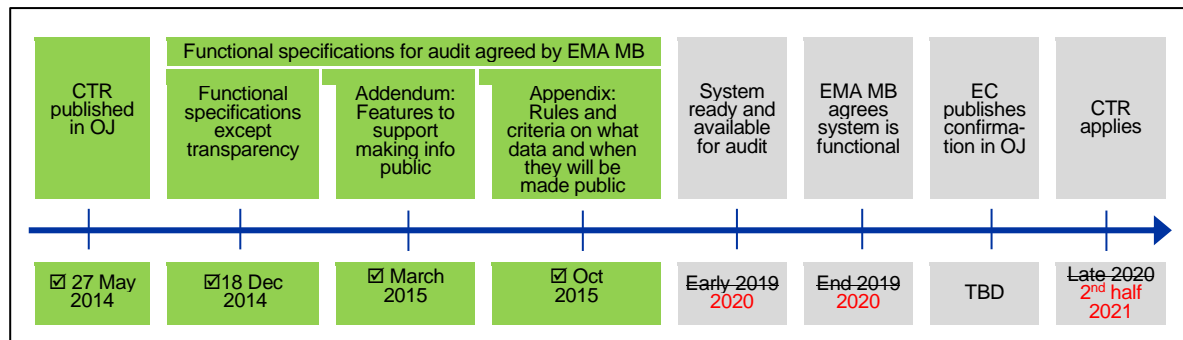 Functional specifications for audit agreed by EMA MB
CTR
published
in OJ
Functional
specifications
except
transparency
Addendum:
Features to
support
making info
public
Appendix:
Rules and
criteria on what
data and when
they will be
made public
System
ready and
available
for audit
EMA MB
agrees
system is
functional
EC
publishes
confirma-
tion in OJ
CTR
applies
☑ 27 May
2014
☑18 Dec
2014
☑ March
2015
☑ Oct
2015
Early 2019
2020
End 2019
2020
TBD
Late 2020
2nd half
2021